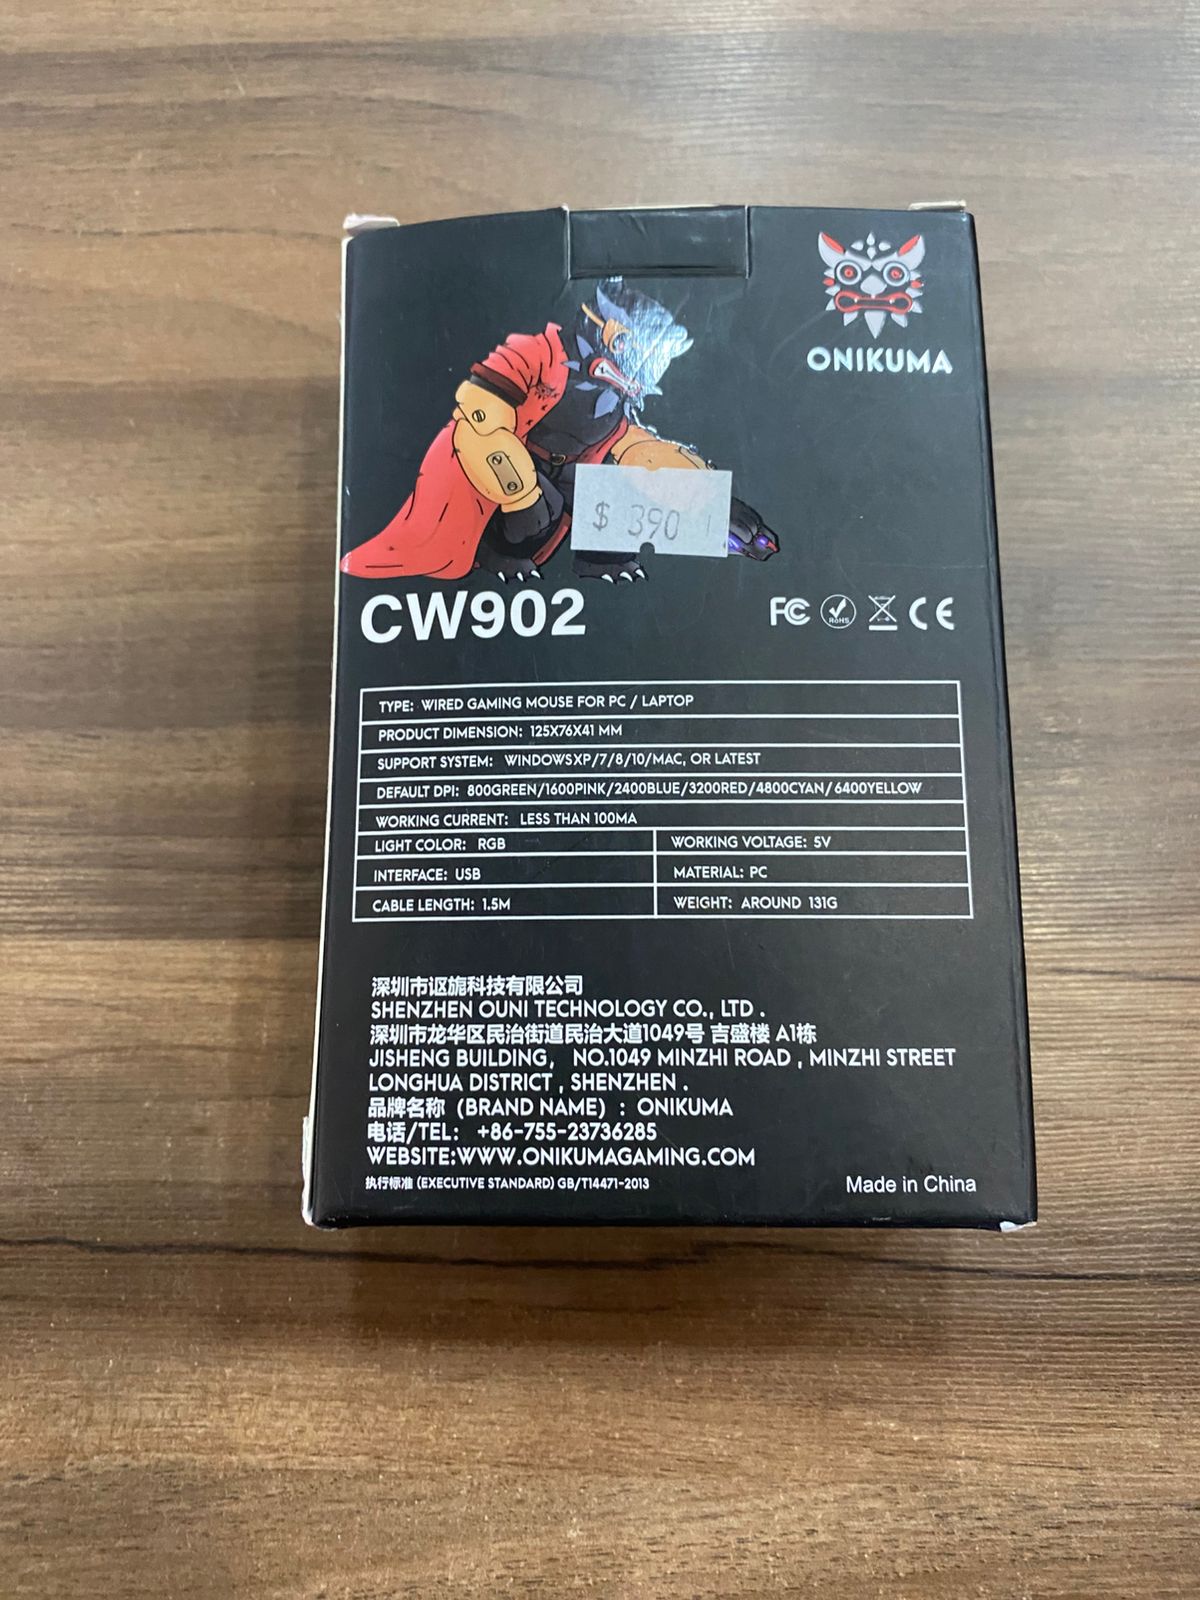 ONIKUMA
$ 390
CW902
FC RoHS CE
TYPE: WIRED GAMING MOUSE FOR PC / LAPTOP
PRODUCT DIMENSION: 125X76X41 MM
SUPPORT SYSTEM: WINDOWSXP/7/8/10/MAC, OR LATEST
DEFAULT DPI: 800GREEN/1600PINK/2400BLUE/3200RED/4800CYAN/6400YELLOW
WORKING CURRENT: LESS THAN 100MA
LIGHT COLOR: RGB WORKING VOLTAGE: 5V
INTERFACE: USB MATERIAL: PC
CABLE LENGTH: 1.5M WEIGHT: AROUND 131G
深圳市讴旎科技有限公司
SHENZHEN OUNI TECHNOLOGY CO., LTD .
深圳市龙华区民治街道民治大道1049号 吉盛楼 A1栋
JISHENG BUILDING, NO.1049 MINZHI ROAD , MINZHI STREET
LONGHUA DISTRICT , SHENZHEN .
品牌名称 (BRAND NAME) : ONIKUMA
电话/TEL: +86-755-23736285
WEBSITE:WWW.ONIKUMAGAMING.COM
执行标准 (EXECUTIVE STANDARD) GB/T14471-2013
Made in China